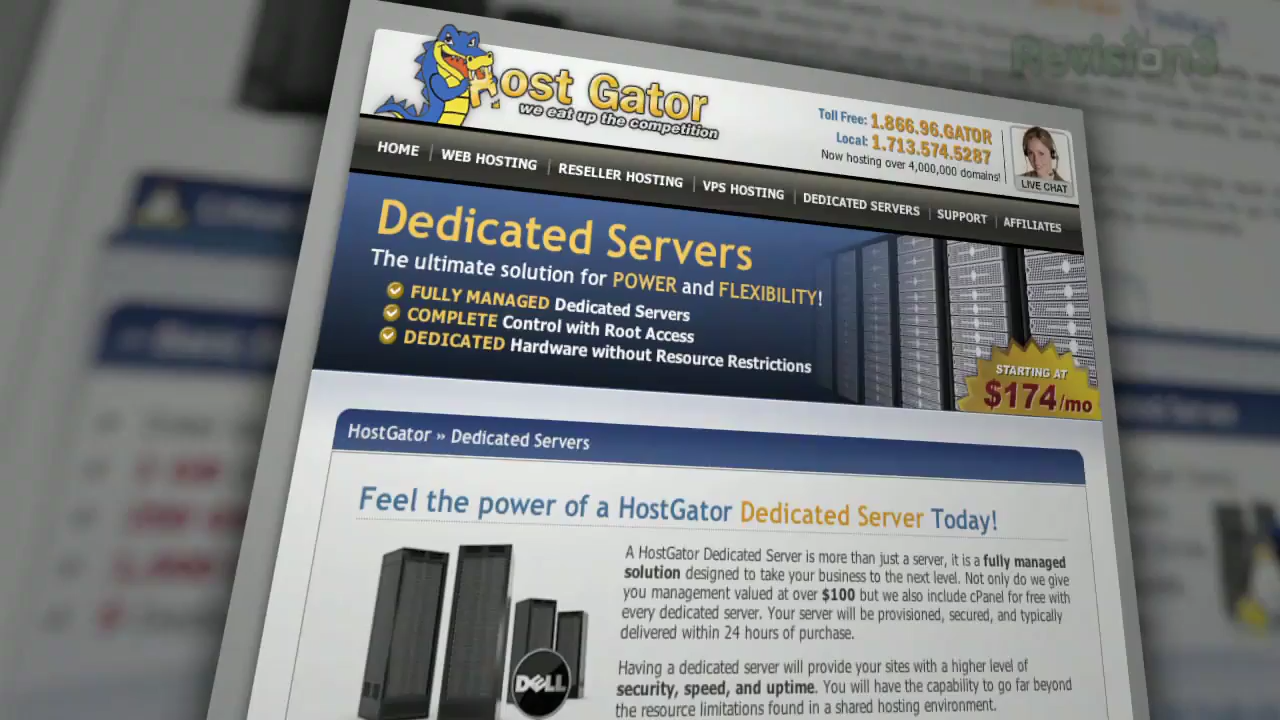 Revision3
Host Gator
we eat up the competition
Toll Free: 1.866.96.GATOR
Local: 1.713.574.5287
Now hosting over 4,000,000 domains!
LIVE CHAT
HOME | WEB HOSTING | RESELLER HOSTING | VPS HOSTING | DEDICATED SERVERS | SUPPORT | AFFILIATES
Dedicated Servers
The ultimate solution for POWER and FLEXIBILITY!
FULLY MANAGED Dedicated Servers
COMPLETE Control with Root Access
DEDICATED Hardware without Resource Restrictions
STARTING AT
$174/mo
HostGator » Dedicated Servers
Feel the power of a HostGator Dedicated Server Today!
A HostGator Dedicated Server is more than just a server, it is a fully managed
solution designed to take your business to the next level. Not only do we give
you management valued at over $100 but we also include cPanel for free with
every dedicated server. Your server will be provisioned, secured, and typically
delivered within 24 hours of purchase.
Having a dedicated server will provide your sites with a higher level of
security, speed, and uptime. You will have the capability to go far beyond
the resource limitations found in a shared hosting environment.
DELL